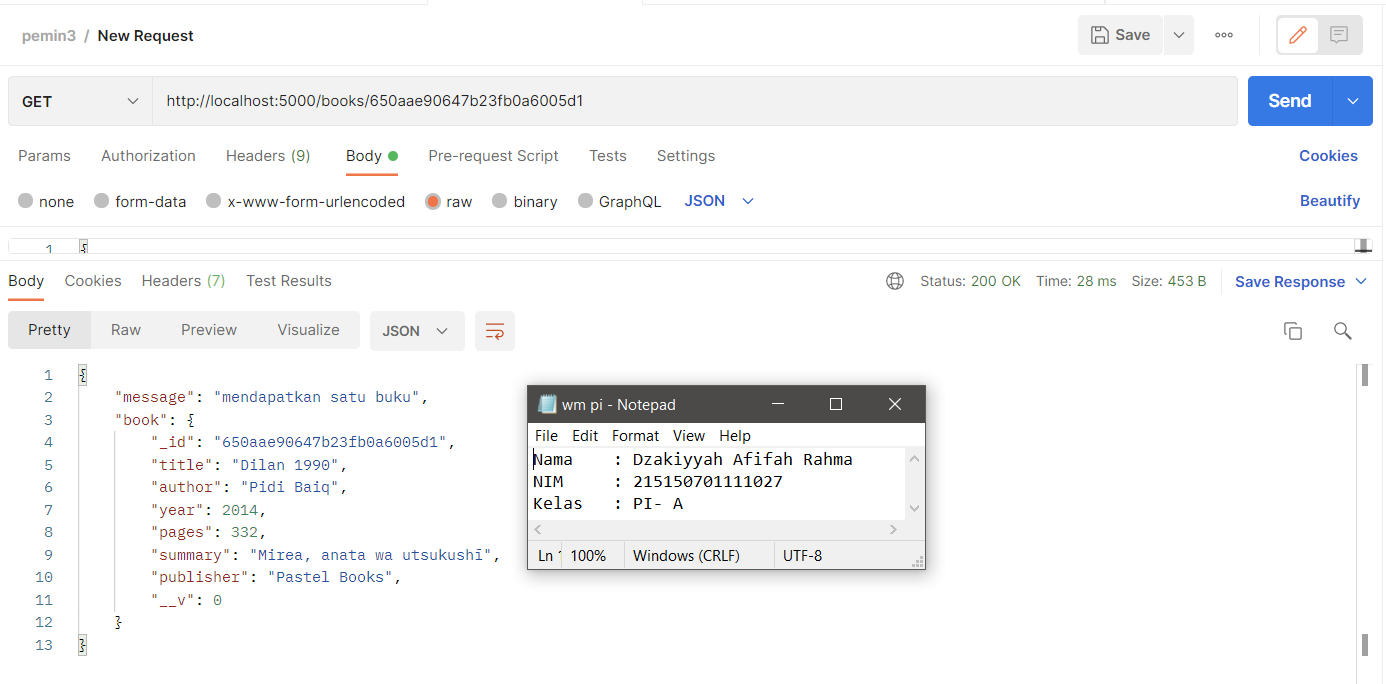 pemin3 / New Request
Save
GET
http://localhost:5000/books/650aae90647b23fb0a6005d1
Send
Params Authorization Headers (9) Body Pre-request Script Tests Settings Cookies
none form-data x-www-form-urlencoded raw binary GraphQL JSON Beautify
1 {
Body Cookies Headers (7) Test Results Status: 200 OK Time: 28 ms Size: 453 B Save Response
Pretty Raw Preview Visualize JSON
1 {
2 "message": "mendapatkan satu buku",
3 "book": {
4 "_id": "650aae90647b23fb0a6005d1",
5 "title": "Dilan 1990",
6 "author": "Pidi Baiq",
7 "year": 2014,
8 "pages": 332,
9 "summary": "Mirea, anata wa utsukushī",
10 "publisher": "Pastel Books",
11 "__v": 0
12 }
13 }
wm pi - Notepad
File Edit Format View Help
Nama : Dzakiyyah Afifah Rahma
NIM : 215150701111027
Kelas : PI- A
Ln 100% Windows (CRLF) UTF-8